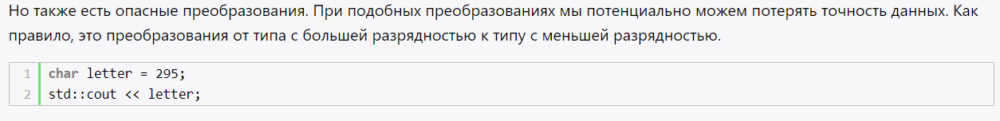 Но также есть опасные преобразования. При подобных преобразованиях мы потенциально можем потерять точность данных. Как
правило, это преобразования от типа с большей разрядностью к типу с меньшей разрядностью.
1 char letter = 295;
2 std::cout << letter;